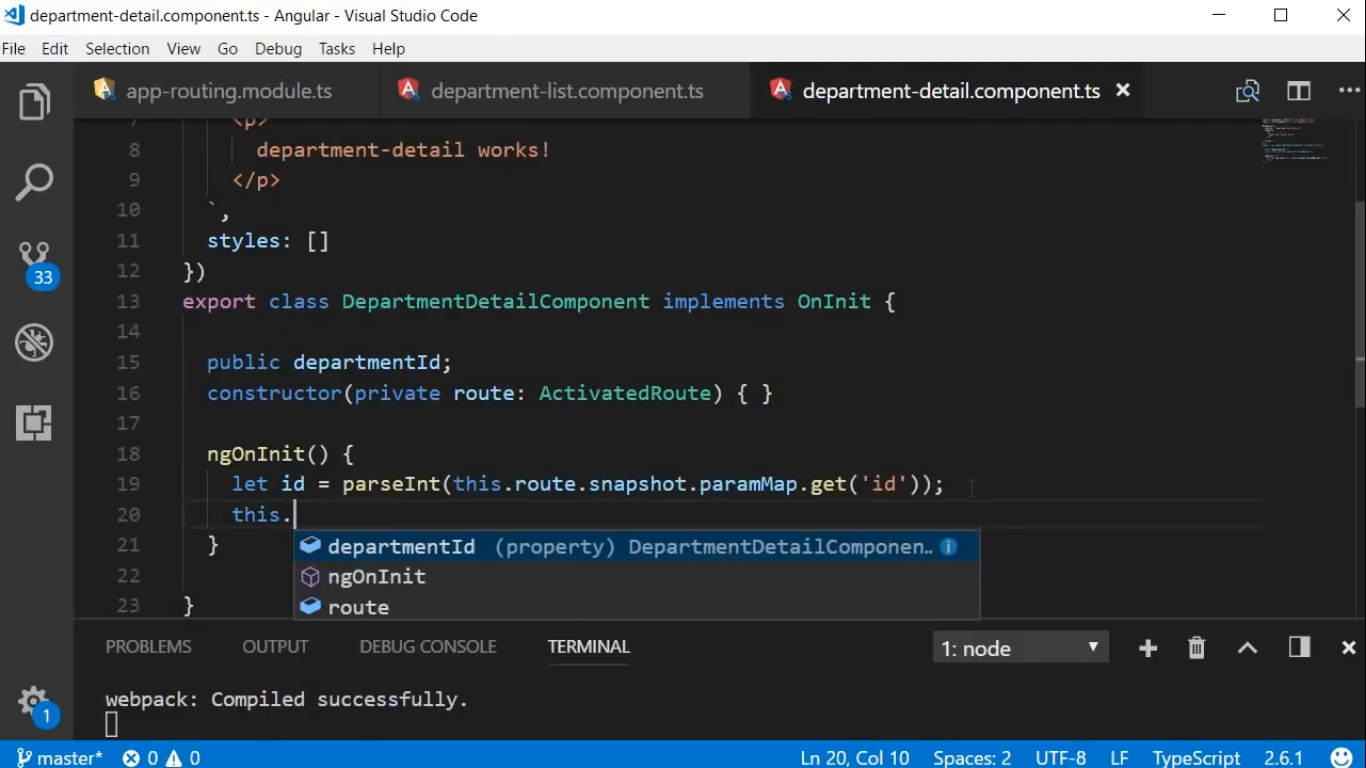 department-detail.component.ts - Angular - Visual Studio Code
File Edit Selection View Go Debug Tasks Help
app-routing.module.ts department-list.component.ts department-detail.component.ts
7 <p>
8 department-detail works!
9 </p>
10 `,
11 styles: []
12 })
13 export class DepartmentDetailComponent implements OnInit {
14
15 public departmentId;
16 constructor(private route: ActivatedRoute) { }
17
18 ngOnInit() {
19 let id = parseInt(this.route.snapshot.paramMap.get('id'));
20 this.
21 }
departmentId (property) DepartmentDetailComponen..
22
ngOnInit
23 }
route
33
PROBLEMS OUTPUT DEBUG CONSOLE TERMINAL 1: node
webpack: Compiled successfully.
1
master* 0 0 Ln 20, Col 10 Spaces: 2 UTF-8 LF TypeScript 2.6.1